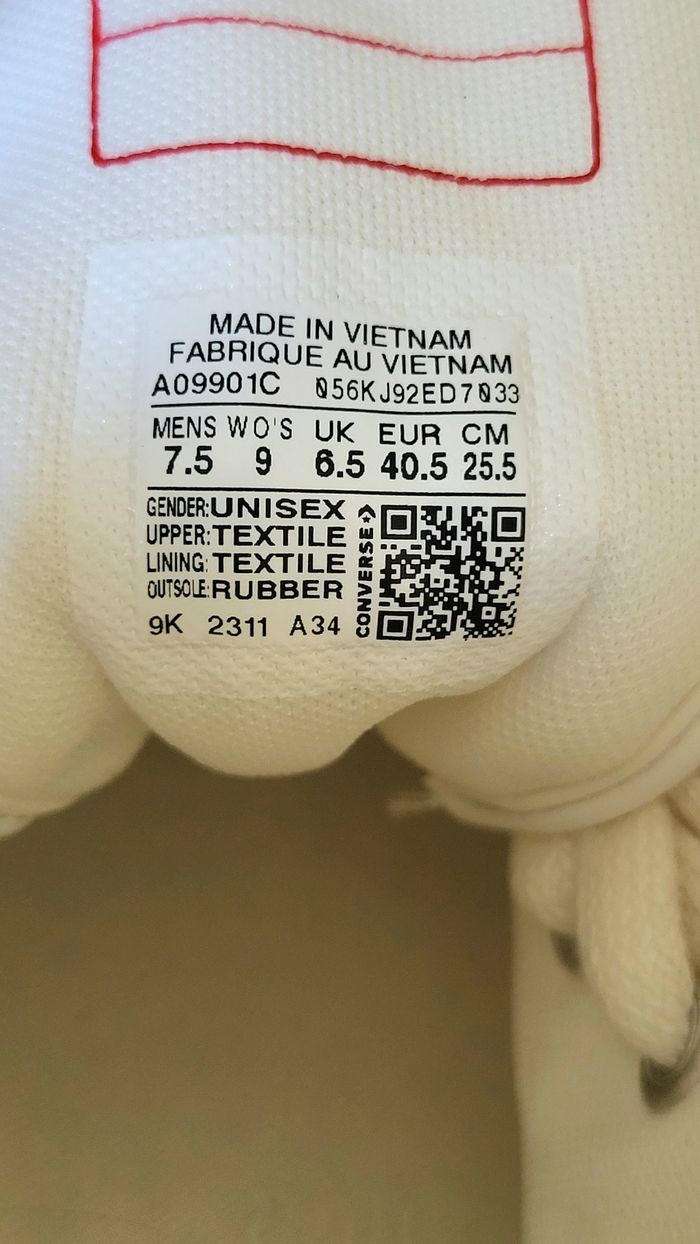 MADE IN VIETNAM
FABRIQUE AU VIETNAM
A09901C 056KJ92ED7033
MENS WO'S UK EUR CM
7.5 9 6.5 40.5 25.5
GENDER:UNISEX
UPPER:TEXTILE
LINING:TEXTILE
OUTSOLE:RUBBER
9K 2311 A34
CONVERSE